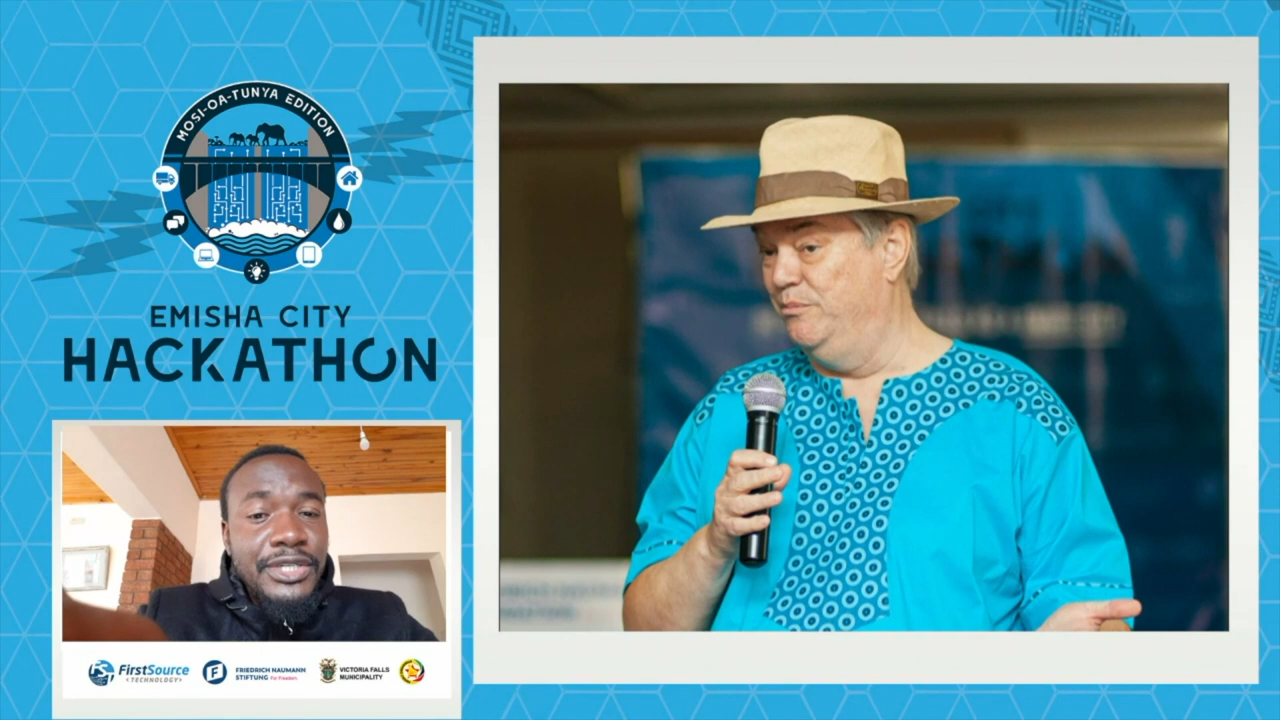 MOSI-OA-TUNYA EDITION
EMISHA CITY
HACKATHON
FirstSource
TECHNOLOGY
FRIEDRICH NAUMANN
STIFTUNG For Freedom.
VICTORIA FALLS
MUNICIPALITY